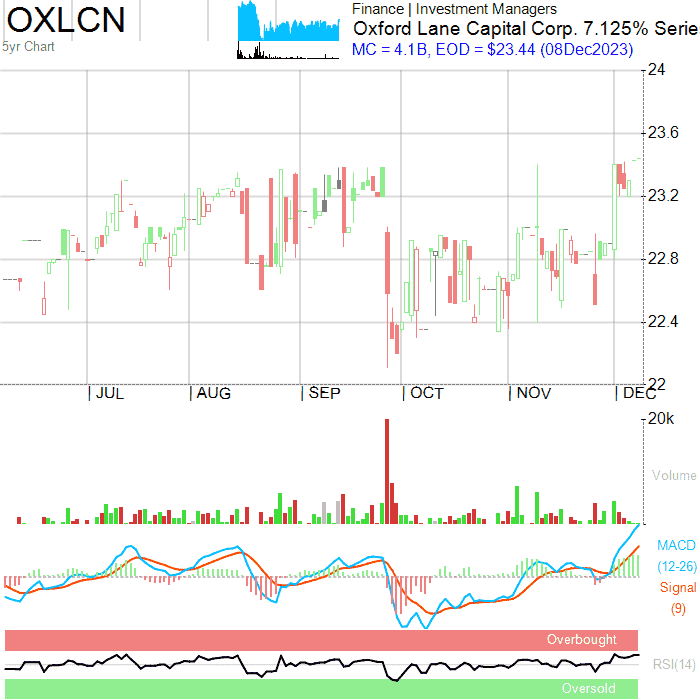 OXLCN
5yr Chart
Finance | Investment Managers
Oxford Lane Capital Corp. 7.125% Serie
MC = 4.1B, EOD = $23.44 (08Dec2023)
24
23.6
23.2
22.8
22.4
22
JUL AUG SEP OCT NOV DEC
20k
Volume
MACD
(12-26)
Signal
(9)
Overbought
RSI(14)
Oversold